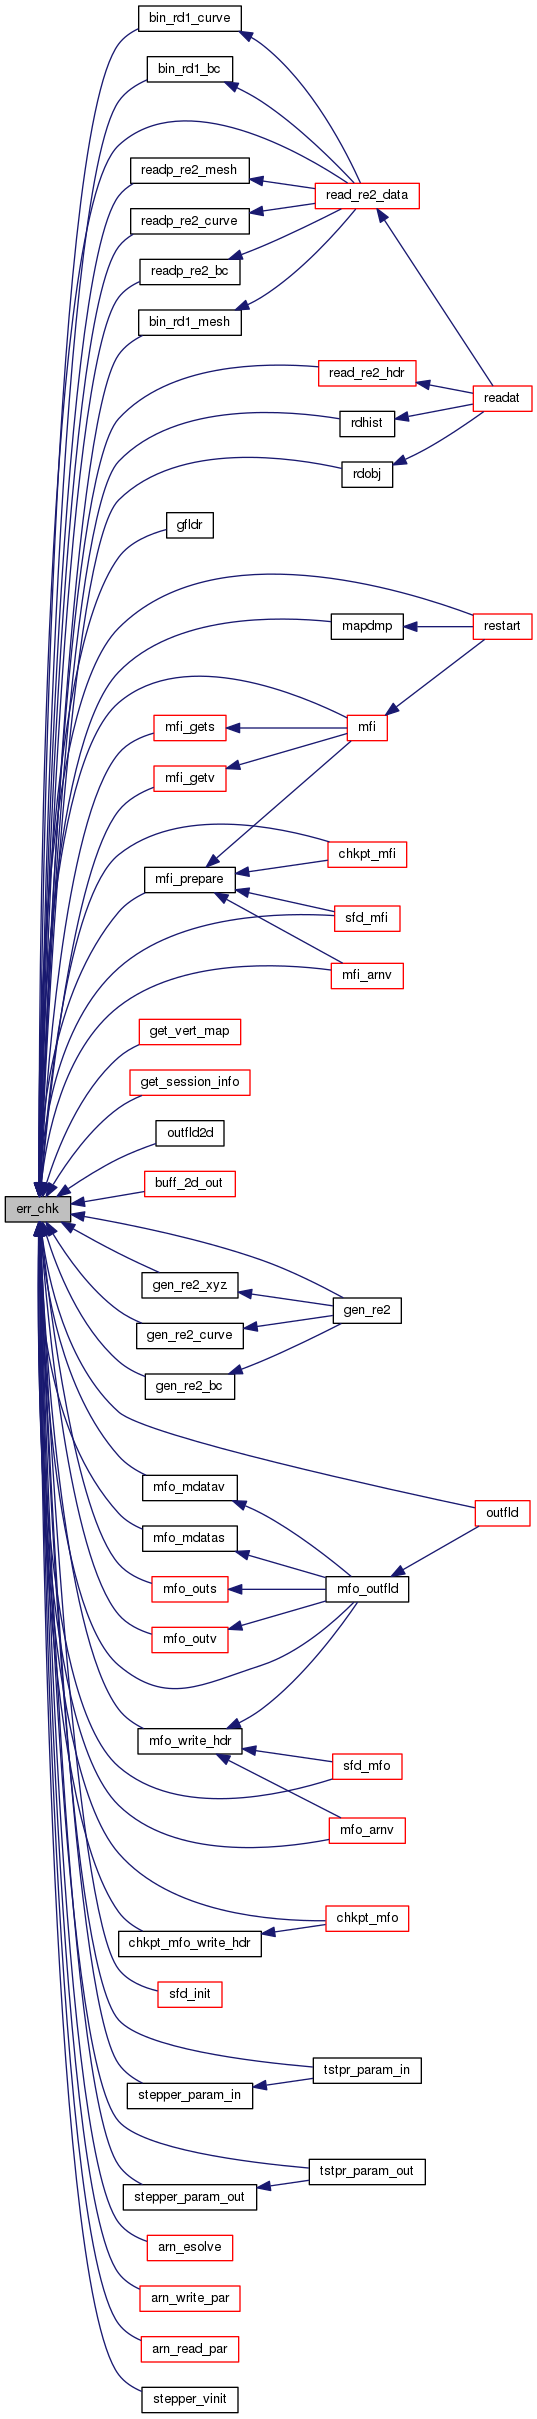 bin_rd1_curve
bin_rd1_bc
readp_re2_mesh
read_re2_data
readp_re2_curve
readp_re2_bc
bin_rd1_mesh
read_re2_hdr
readat
rdhist
rdobj
gfldr
mapdmp
restart
mfi_gets
mfi
mfi_getv
chkpt_mfi
mfi_prepare
sfd_mfi
mfi_arnv
get_vert_map
get_session_info
outfld2d
buff_2d_out
err_chk
gen_re2_xyz
gen_re2
gen_re2_curve
gen_re2_bc
mfo_mdatav
outfld
mfo_mdatas
mfo_outs
mfo_outfld
mfo_outv
mfo_write_hdr
sfd_mfo
mfo_arnv
chkpt_mfo
chkpt_mfo_write_hdr
sfd_init
tstpr_param_in
stepper_param_in
tstpr_param_out
stepper_param_out
arn_esolve
arn_write_par
arn_read_par
stepper_vinit